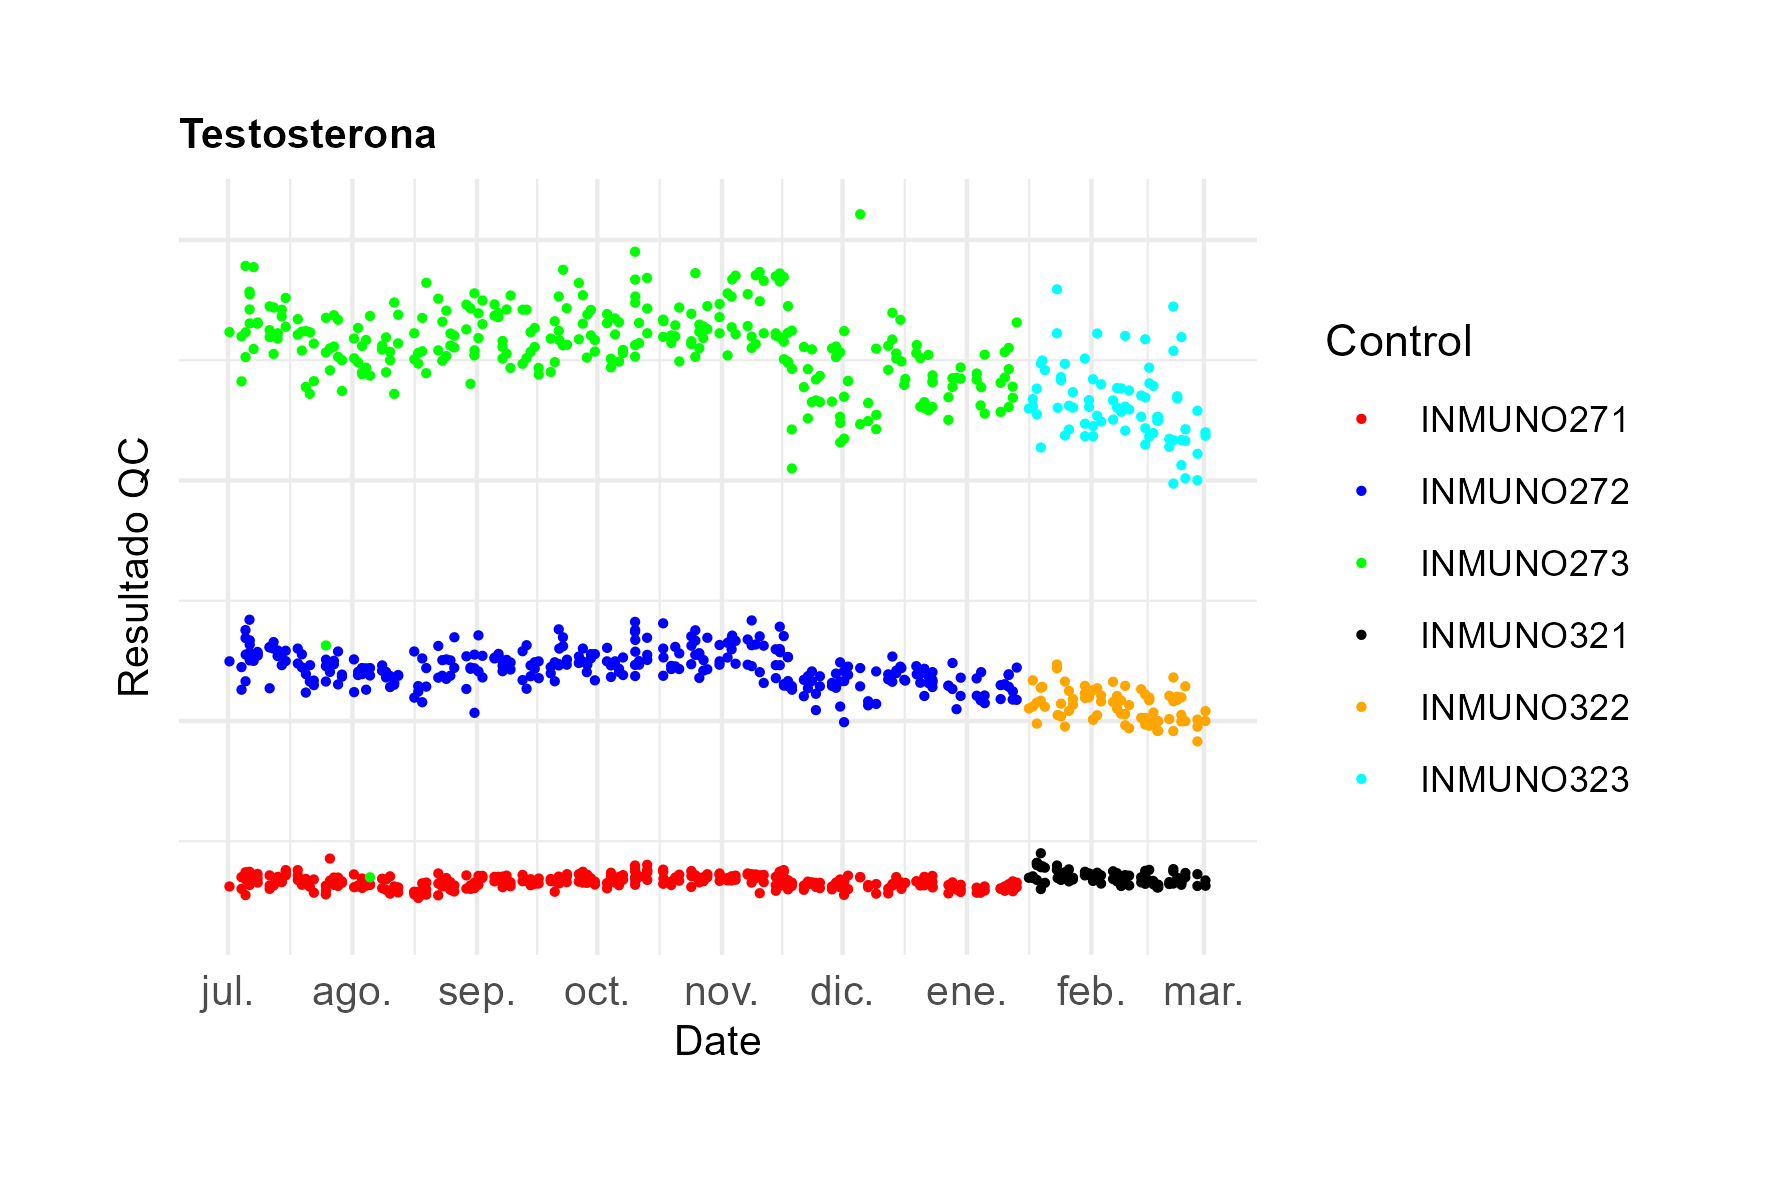 Testosterona
Resultado QC
jul. ago. sep. oct. nov. dic. ene. feb. mar.
Date
Control
INMUNO271
INMUNO272
INMUNO273
INMUNO321
INMUNO322
INMUNO323